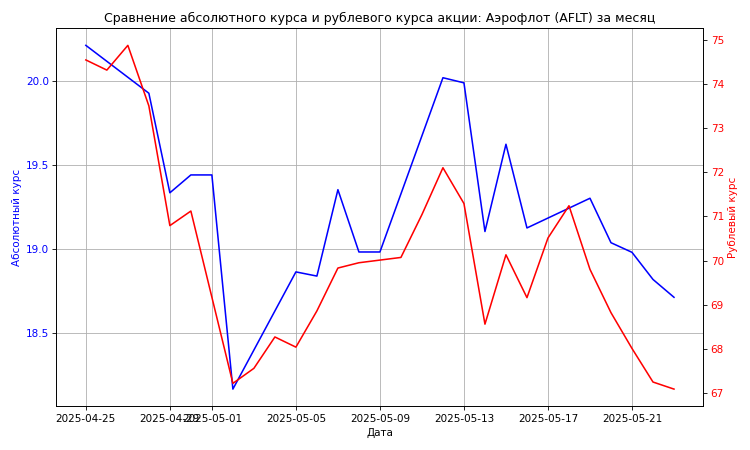 Сравнение абсолютного курса и рублевого курса акции: Аэрофлот (AFLT) за месяц
20.0
19.5
19.0
18.5
Абсолютный курс
75
74
73
72
71
70
69
68
67
Рублевый курс
2025-04-25 2025-04-29 2025-05-01 2025-05-05 2025-05-09 2025-05-13 2025-05-17 2025-05-21
Дата